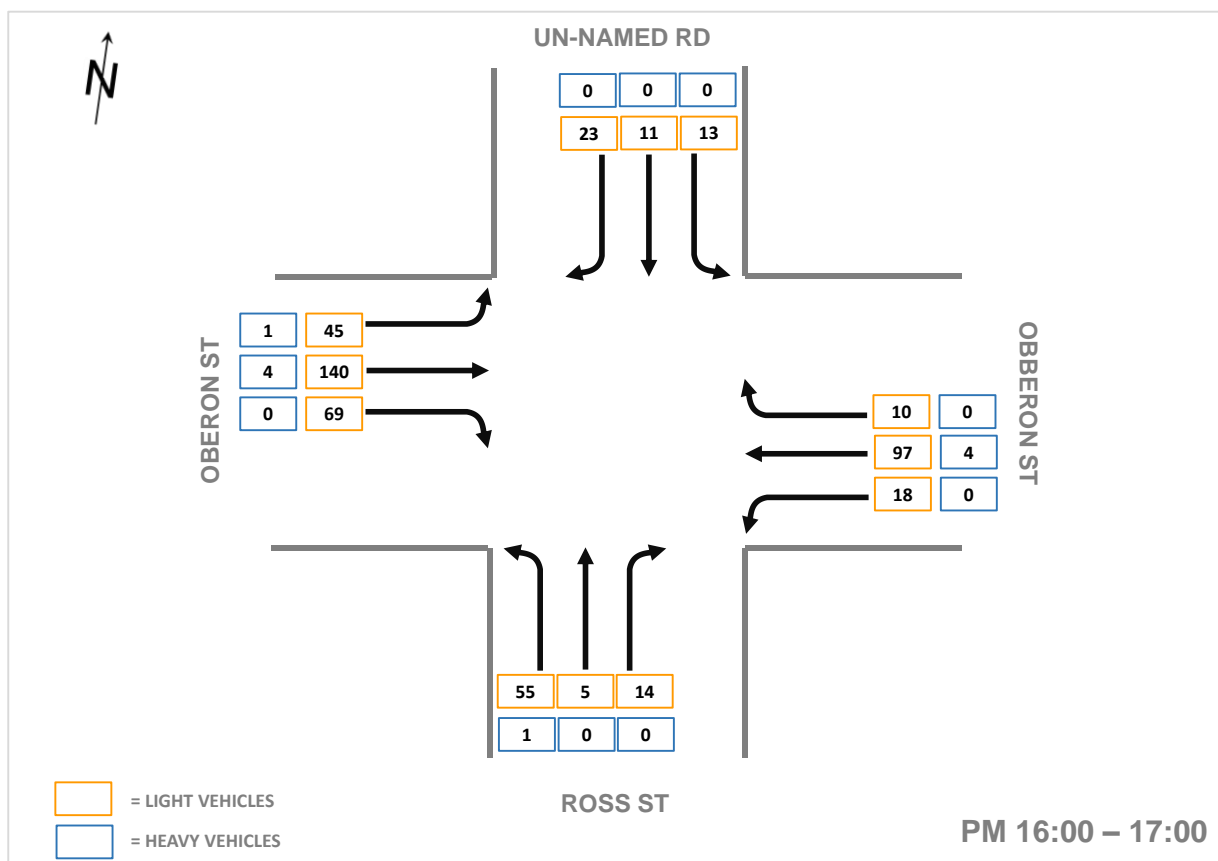 UN-NAMED RD
N
0 0 0
23 11 13
OBERON ST
1 45
4 140
0 69
OBBERON ST
10 0
97 4
18 0
55 5 14
1 0 0
ROSS ST
= LIGHT VEHICLES
= HEAVY VEHICLES
PM 16:00 – 17:00